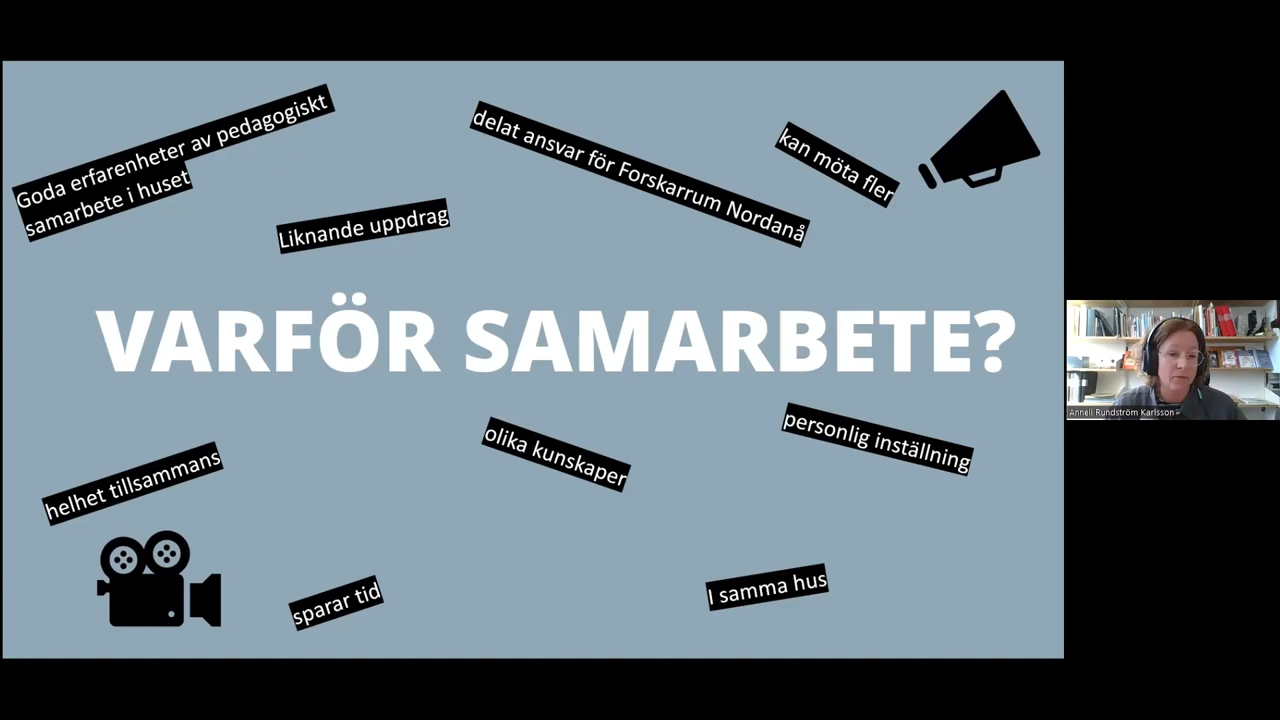 Goda erfarenheter av pedagogiskt
samarbete i huset
delat ansvar för Forskarrum Nordanå
kan möta fler
Liknande uppdrag
VARFÖR SAMARBETE?
helhet tillsammans
olika kunskaper
personlig inställning
sparar tid
I samma hus
Anneli Rundström Karlsson